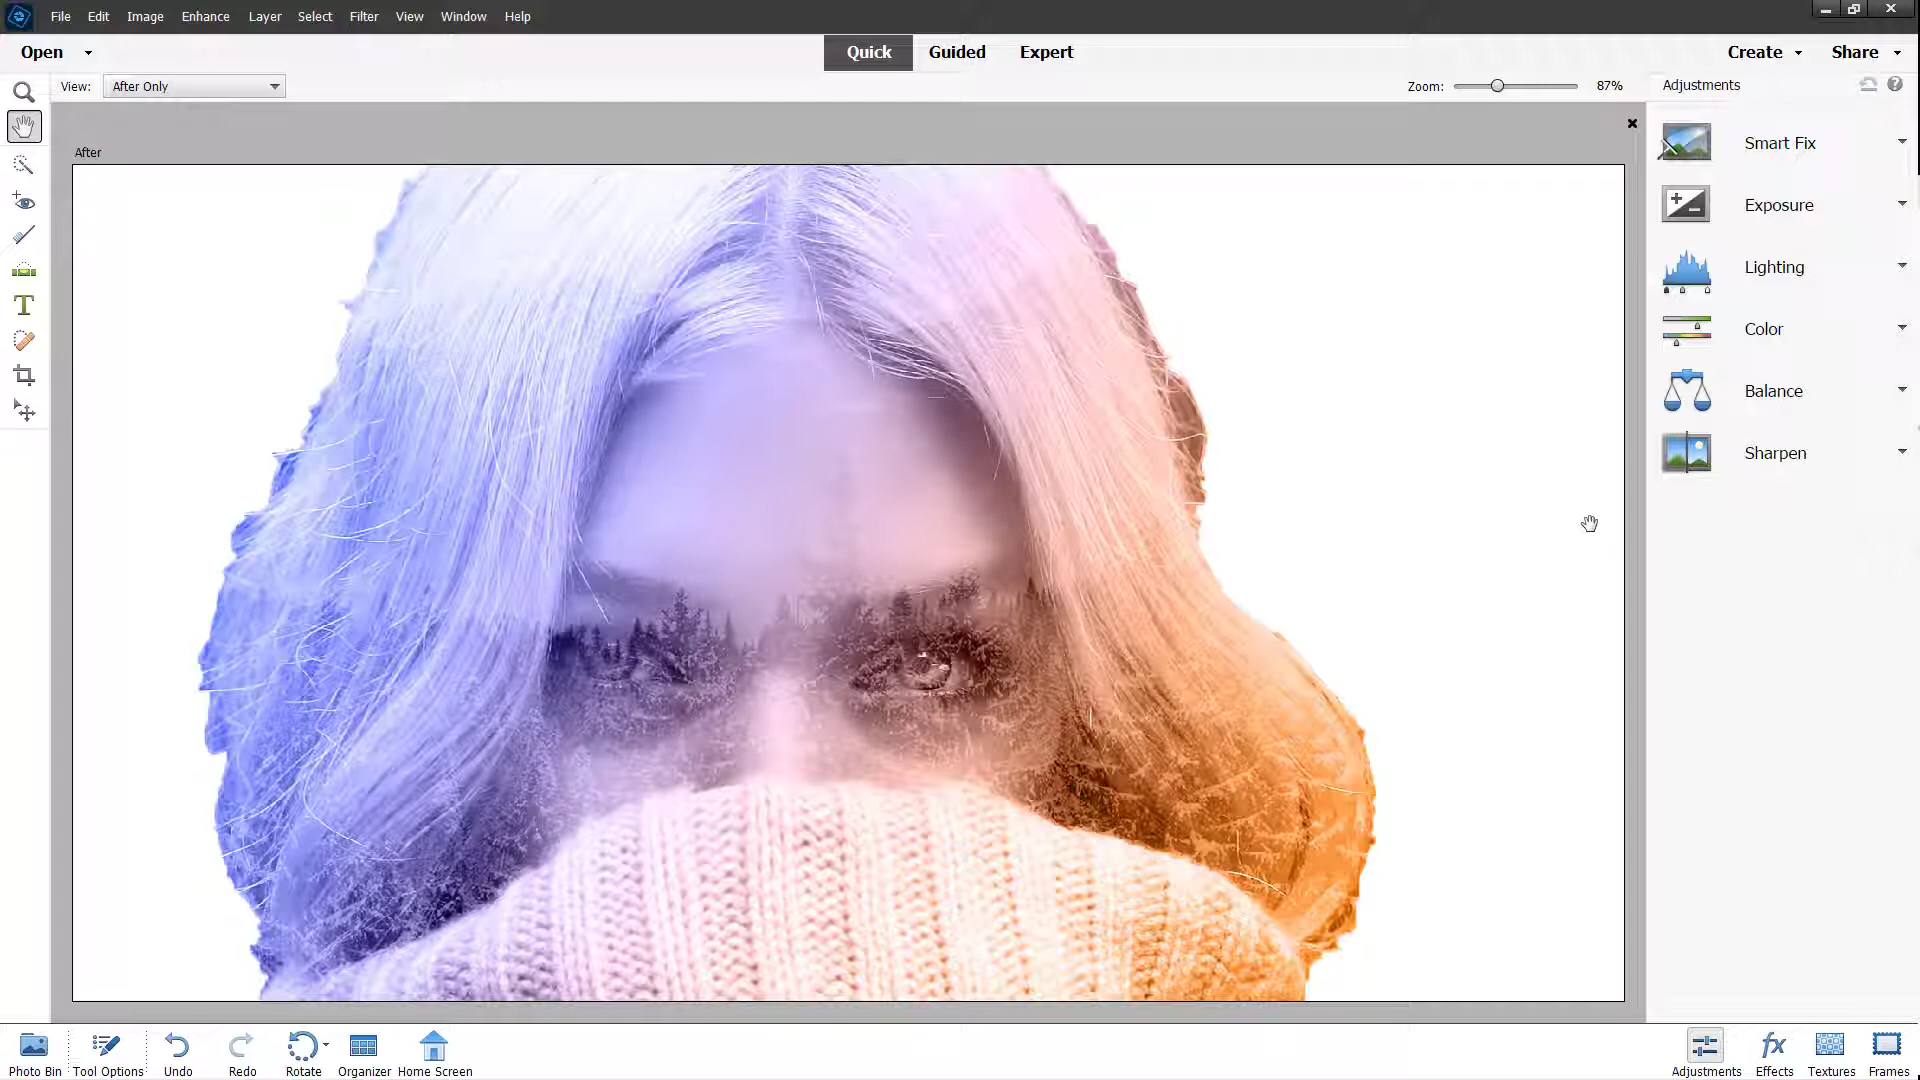 File Edit Image Enhance Layer Select Filter View Window Help
Open Quick Guided Expert Create Share
View: After Only Zoom: 87% Adjustments
After
Smart Fix
Exposure
Lighting
Color
Balance
Sharpen
T
Photo Bin Tool Options Undo Redo Rotate Organizer Home Screen Adjustments fx Effects Textures Frames